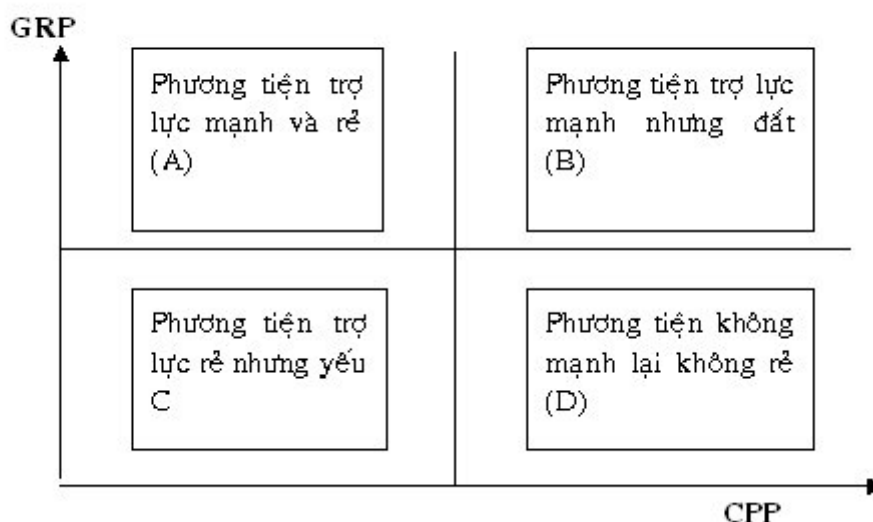 GRP
Phương tiện trợ
lực mạnh và rẻ
(A)
Phương tiện trợ lực
mạnh nhưng đắt
(B)
Phương tiện trợ
lực rẻ nhưng yếu
C
Phương tiện không
mạnh lại không rẻ
(D)
CPP